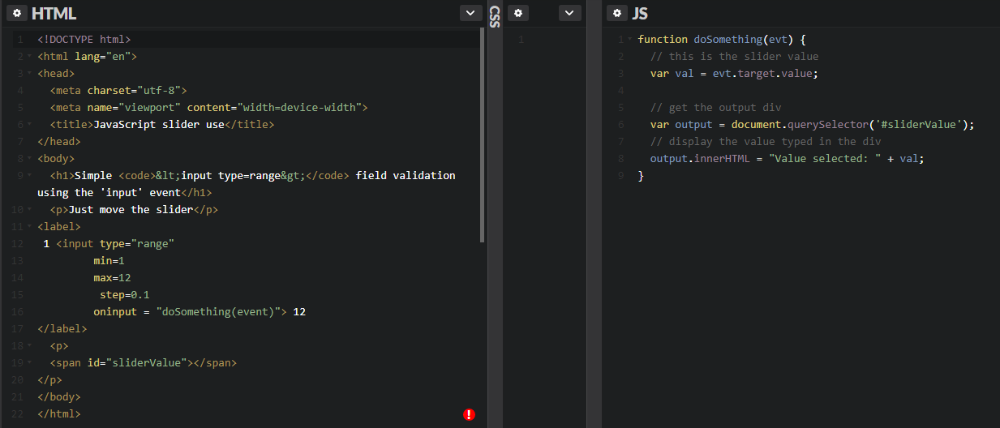 HTML
1 <!DOCTYPE html>
2 <html lang="en">
3 <head>
4   <meta charset="utf-8">
5   <meta name="viewport" content="width=device-width">
6   <title>JavaScript slider use</title>
7 </head>
8 <body>
9   <h1>Simple <code>&lt;input type=range&gt;</code> field validation
using the 'input' event</h1>
10   <p>Just move the slider</p>
11 <label>
12  1 <input type="range"
13          min=1
14          max=12
15           step=0.1
16          oninput = "doSomething(event)"> 12
17 </label>
18   <p>
19   <span id="sliderValue"></span>
20 </p>
21 </body>
22 </html>
CSS
1
JS
1 function doSomething(evt) {
2   // this is the slider value
3   var val = evt.target.value;
4
5   // get the output div
6   var output = document.querySelector('#sliderValue');
7   // display the value typed in the div
8   output.innerHTML = "Value selected: " + val;
9 }